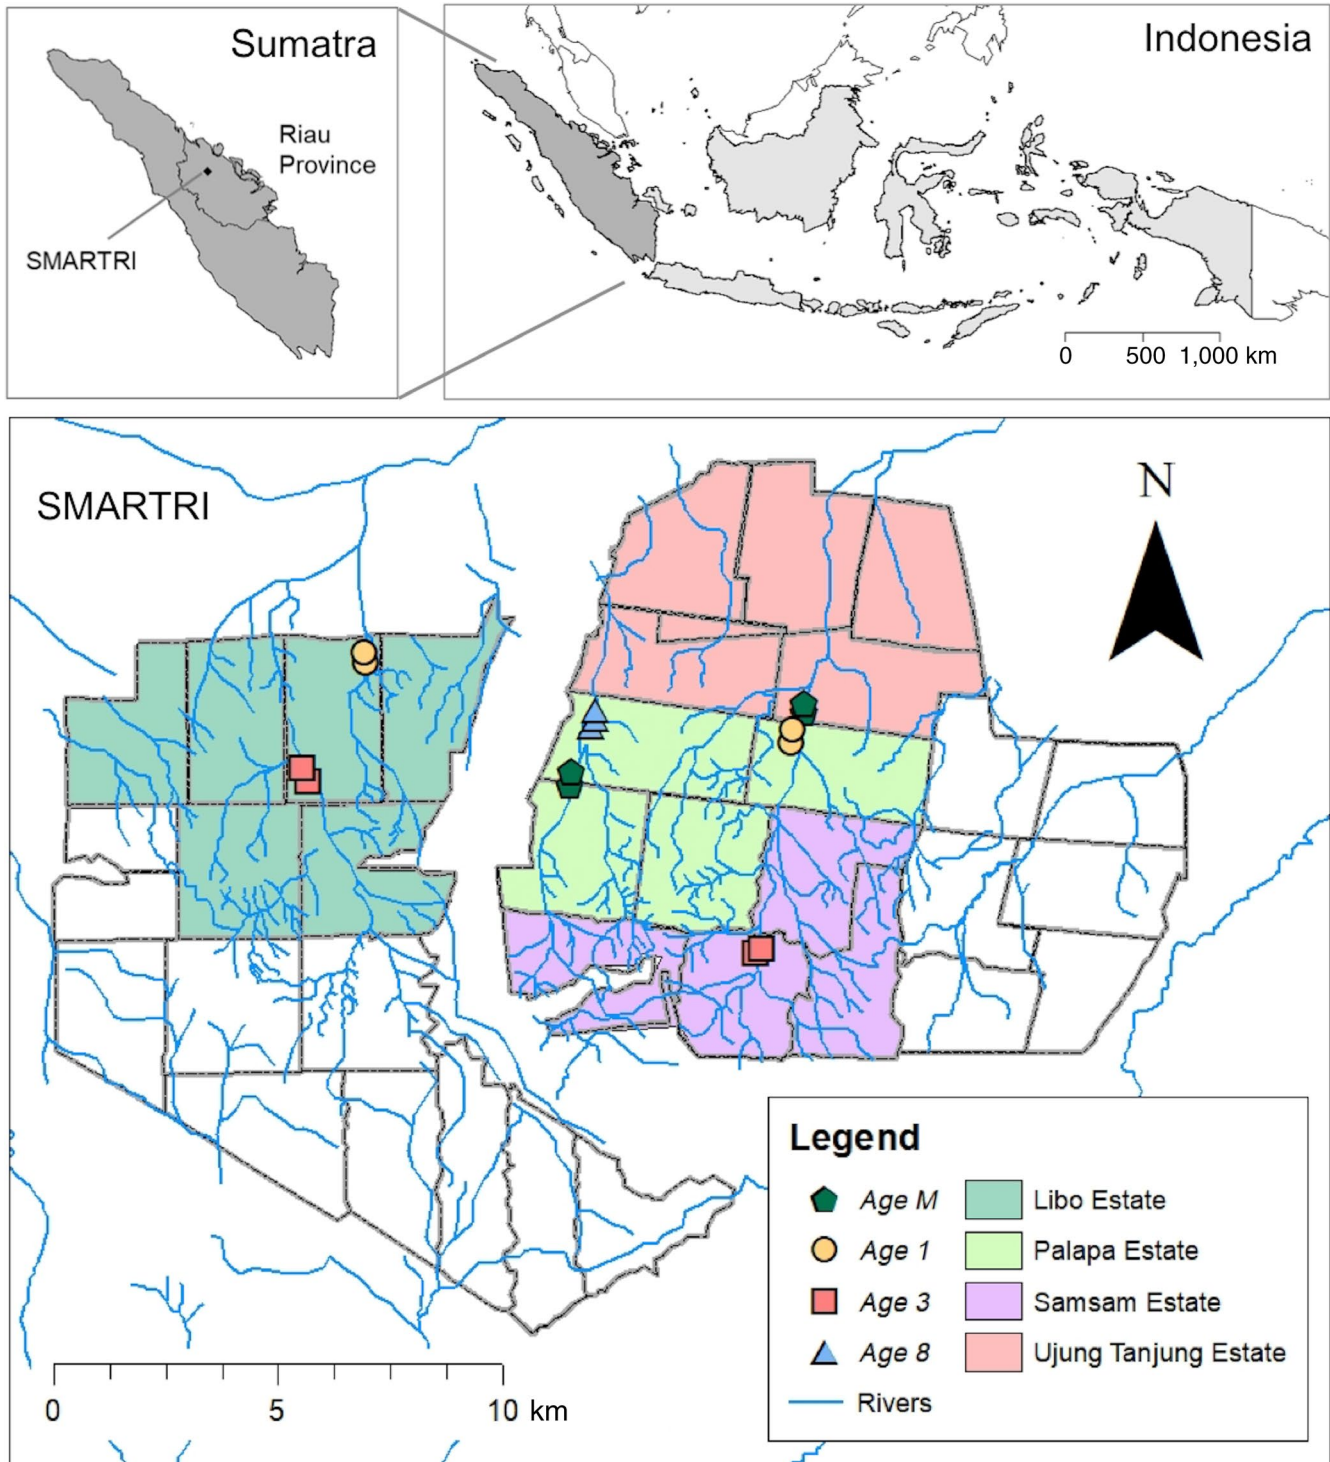 Sumatra
Riau
Province
SMARTRI
Indonesia
0 500 1,000 km
SMARTRI
N
Legend
Age M Libo Estate
Age 1 Palapa Estate
Age 3 Samsam Estate
Age 8 Ujung Tanjung Estate
Rivers
0 5 10 km